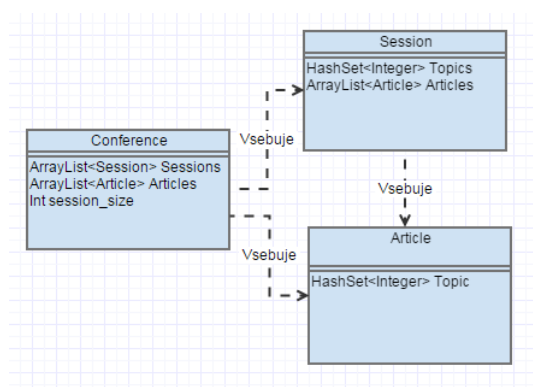 Session
HashSet<Integer> Topics
ArrayList<Article> Articles
Vsebuje
Conference
ArrayList<Session> Sessions
ArrayList<Article> Articles
Int session_size
Vsebuje
Vsebuje
Article
HashSet<Integer> Topic